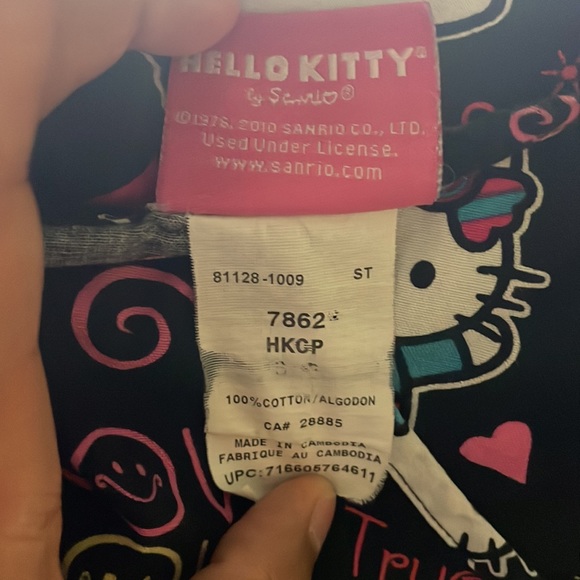 HELLO KITTY®
by Sanrio®
©1976, 2010 SANRIO CO., LTD.
Used Under License.
www.sanrio.com
81128-1009 ST
7862
HKCP
100%COTTON/ALGODON
CA# 28885
MADE IN CAMBODIA
FABRIQUE AU CAMBODIA
UPC:716605764611